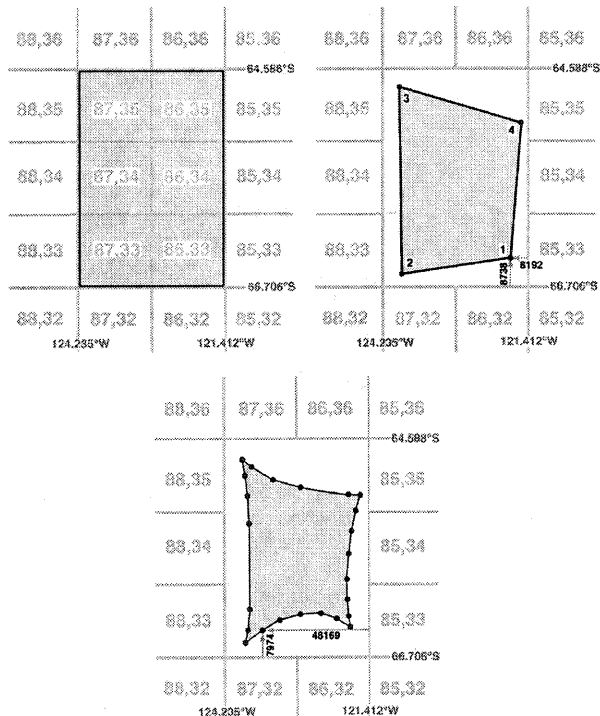 88,36 87,36 86,36 85,36
64.588°S
88,35 87,35 86,35 85,35
88,34 87,34 86,34 85,34
88,33 87,33 86,33 85,33
66.706°S
88,32 87,32 86,32 85,32
124.235°W 121.412°W
88,36 87,36 86,36 85,36
64.588°S
3
88,35 4 85,35
88,34 85,34
88,33 1 85,33
2 8738 8192
66.706°S
88,32 87,32 86,32 85,32
124.235°W 121.412°W
88,36 87,36 86,36 85,36
64.588°S
88,35 85,35
88,34 85,34
88,33 85,33
7974 48169
66.706°S
88,32 87,32 86,32 85,32
124.235°W 121.412°W